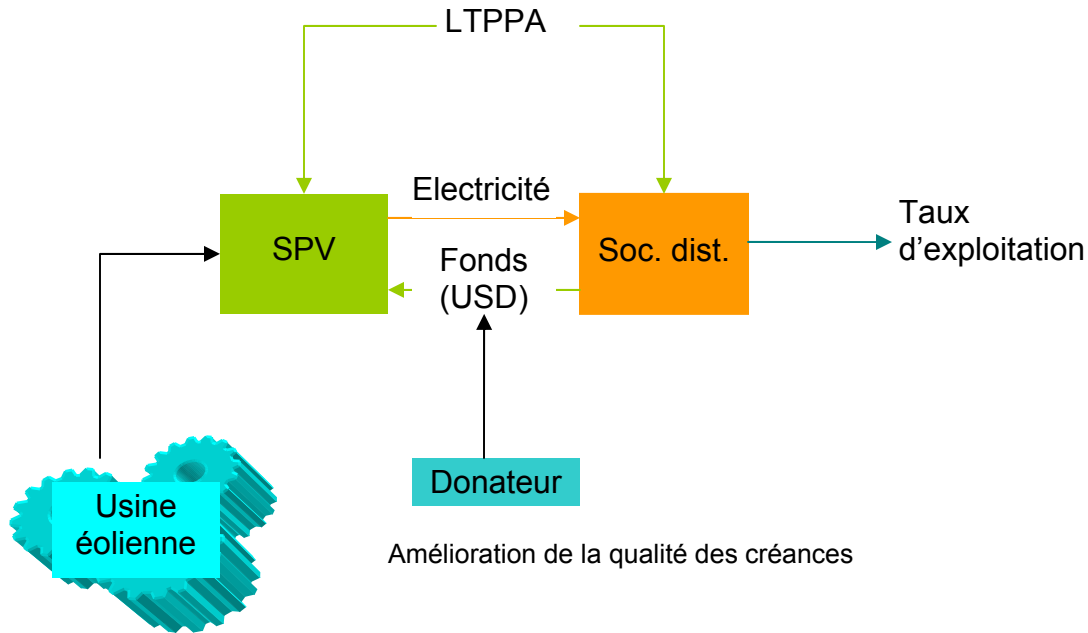 LTPPA
Electricité
SPV
Soc. dist.
Taux
d’exploitation
Fonds
(USD)
Usine
éolienne
Donateur
Amélioration de la qualité des créances